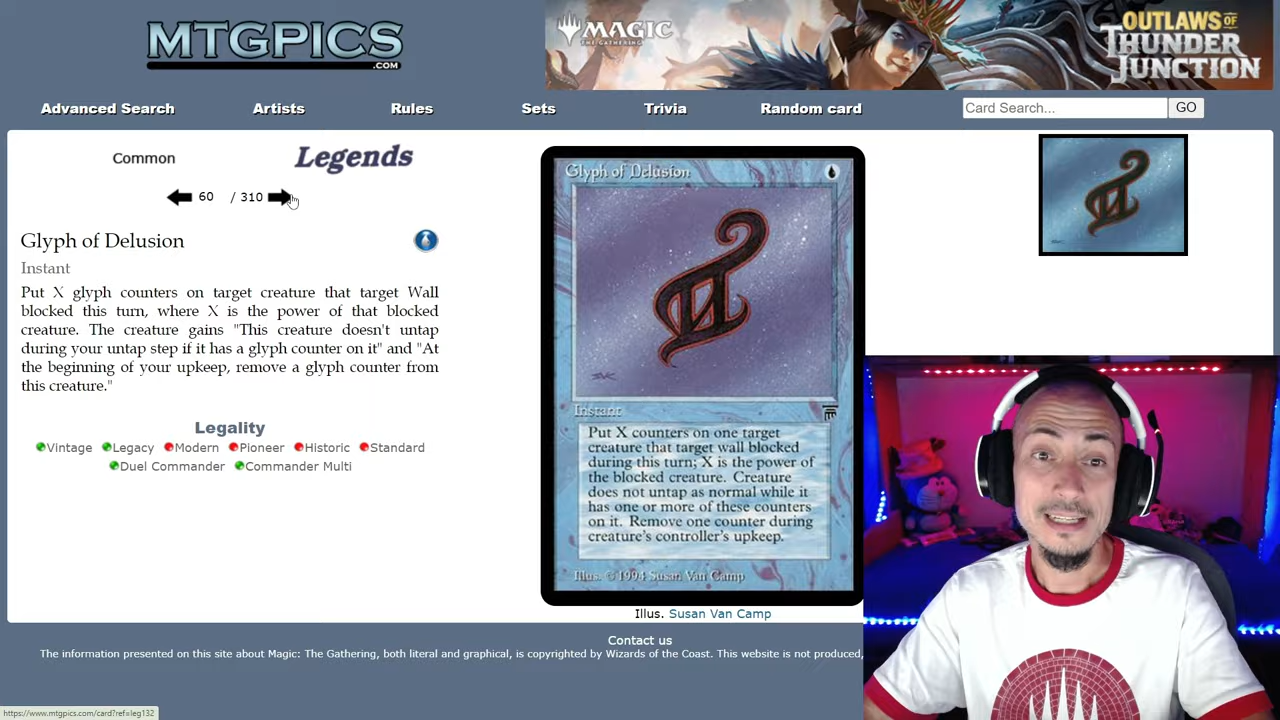 MTGPICS
.COM
MAGIC
THE GATHERING
OUTLAWS OF
THUNDER
JUNCTION
Advanced Search Artists Rules Sets Trivia Random card Card Search... GO
Common Legends
60 / 310
Glyph of Delusion
Instant
Put X glyph counters on target creature that target Wall
blocked this turn, where X is the power of that blocked
creature. The creature gains "This creature doesn't untap
during your untap step if it has a glyph counter on it" and "At
the beginning of your upkeep, remove a glyph counter from
this creature."
Legality
Vintage Legacy Modern Pioneer Historic Standard
Duel Commander Commander Multi
Glyph of Delusion
Instant
Put X counters on one target
creature that target wall blocked
during this turn; X is the power of
the blocked creature. Creature
does not untap as normal while it
has one or more of these counters
on it. Remove one counter during
creature's controller's upkeep.
Illus. © 1994 Susan Van Camp
Illus. Susan Van Camp
Contact us
The information presented on this site about Magic: The Gathering, both literal and graphical, is copyrighted by Wizards of the Coast. This website is not produced,
https://www.mtgpics.com/card?ref=leg132